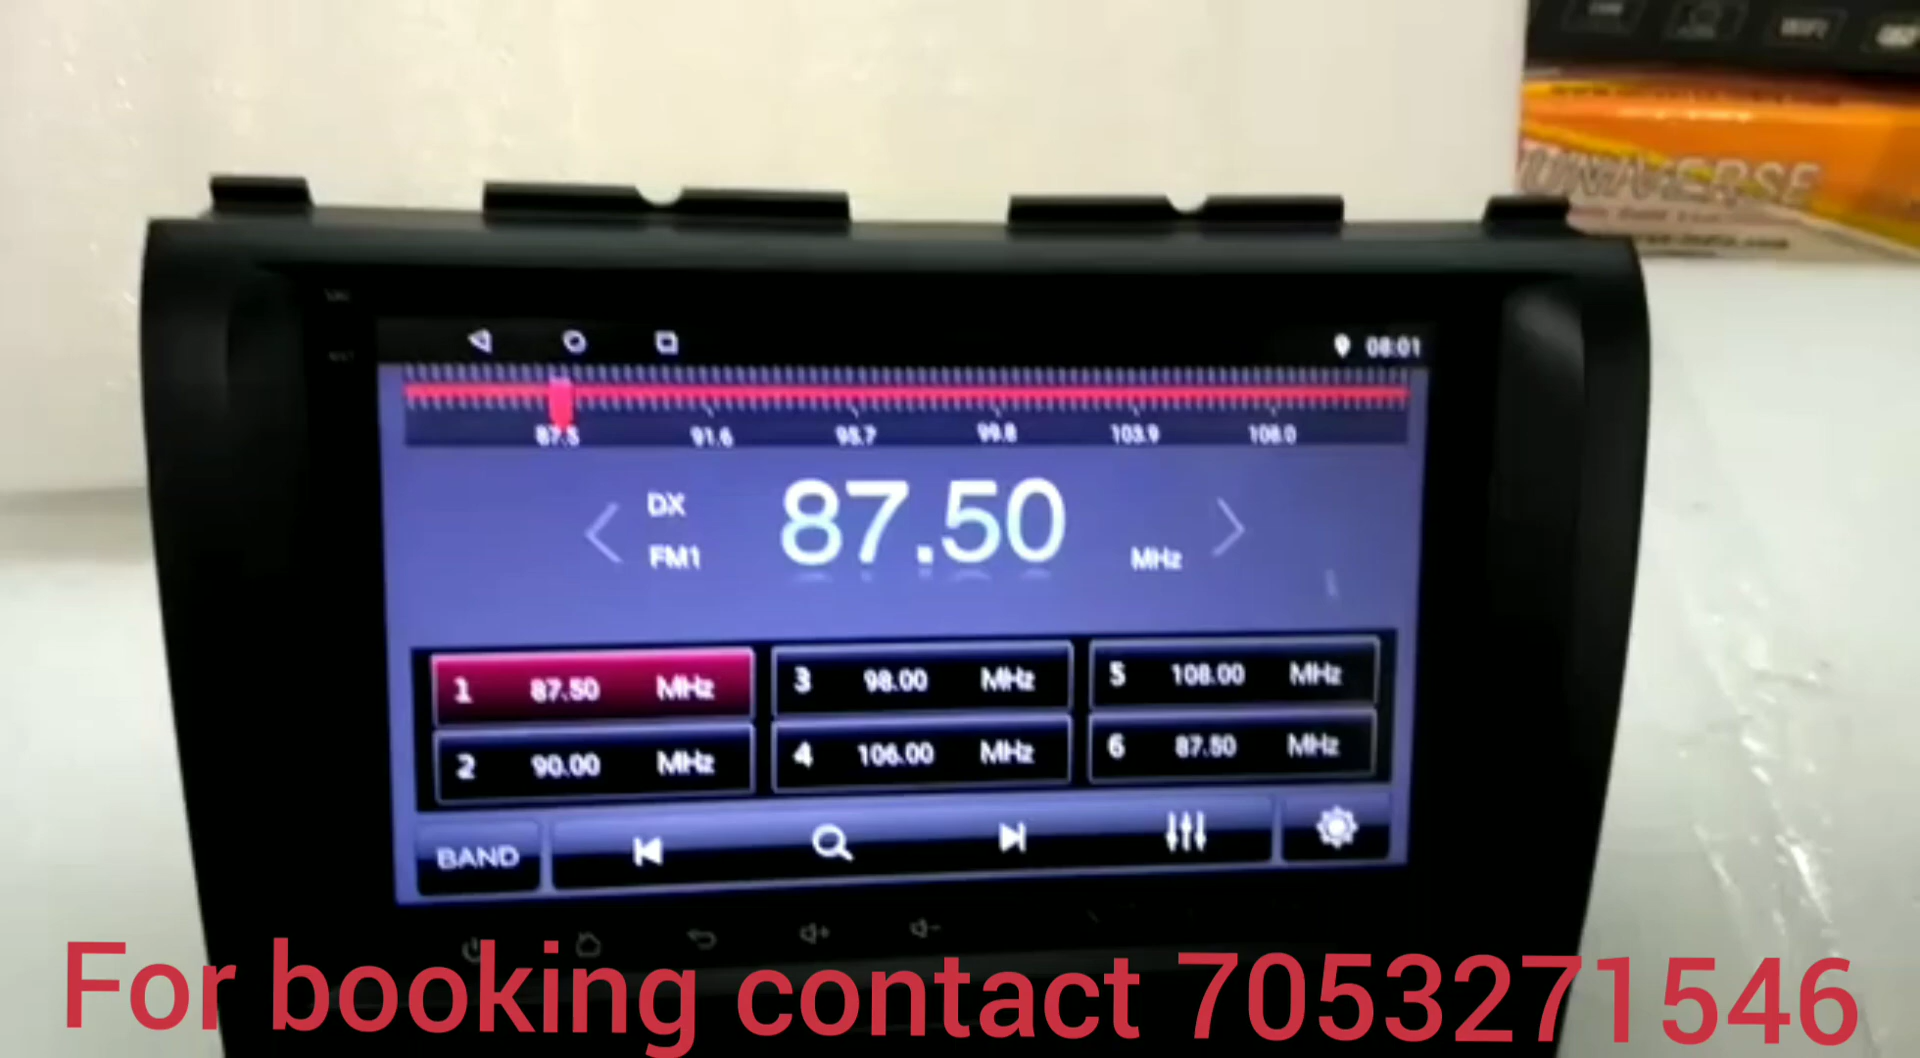 WiFi
UNIVERSE
08:01
87.5 91.6 95.7 99.8 103.9 108.0
DX
87.50
FM1
MHz
1 87.50 MHz
3 98.00 MHz
5 108.00 MHz
2 90.00 MHz
4 106.00 MHz
6 87.50 MHz
BAND
For booking contact 7053271546